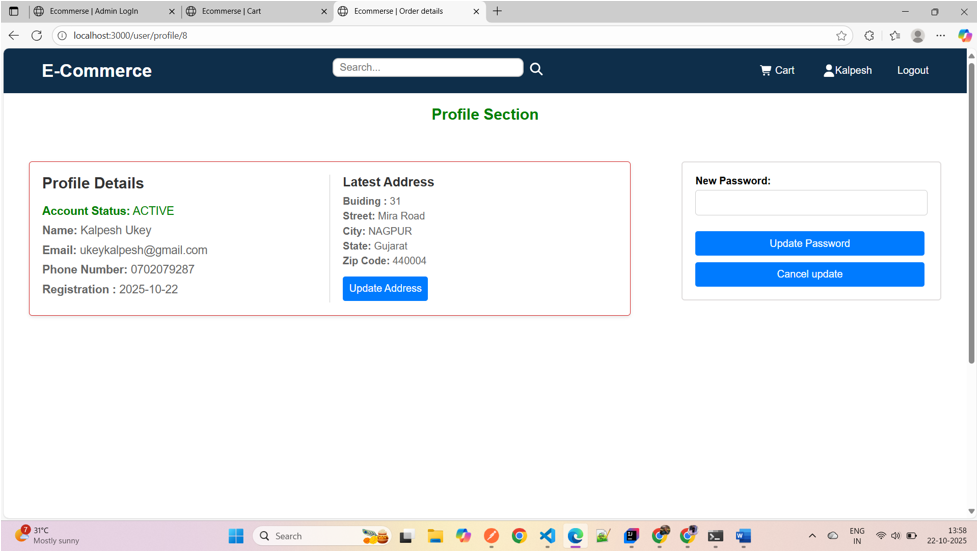 Ecommerse | Admin LogIn
Ecommerse | Cart
Ecommerse | Order details
localhost:3000/user/profile/8
E-Commerce
Search...
Cart
Kalpesh
Logout
Profile Section
Profile Details
Account Status: ACTIVE
Name: Kalpesh Ukey
Email: ukeykalpesh@gmail.com
Phone Number: 0702079287
Registration : 2025-10-22
Latest Address
Buiding : 31
Street: Mira Road
City: NAGPUR
State: Gujarat
Zip Code: 440004
Update Address
New Password:
Update Password
Cancel update
7
31°C
Mostly sunny
Search
ENG
IN
13:58
22-10-2025